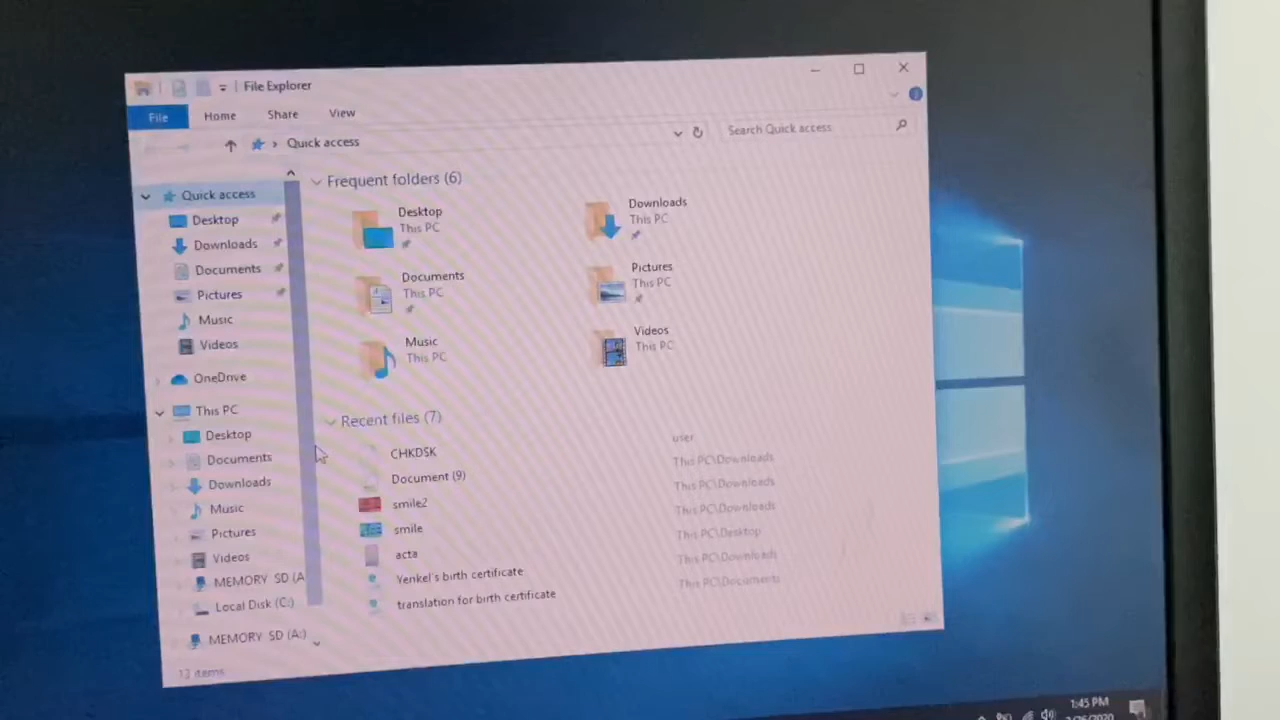 File Explorer
File Home Share View
Quick access
Search Quick access
Quick access
Desktop
Downloads
Documents
Pictures
Music
Videos
OneDrive
This PC
Desktop
Documents
Downloads
Music
Pictures
Videos
MEMORY SD (A
Local Disk (C:)
MEMORY SD (A:)
12 items
Frequent folders (6)
Desktop
This PC
Downloads
This PC
Documents
This PC
Pictures
This PC
Music
This PC
Videos
This PC
Recent files (7)
CHKDSK user
Document (9) This PC\Downloads
smile2 This PC\Downloads
smile This PC\Downloads
acta This PC\Desktop
Yenkel's birth certificate This PC\Downloads
translation for birth certificate This PC\Documents
1:45 PM